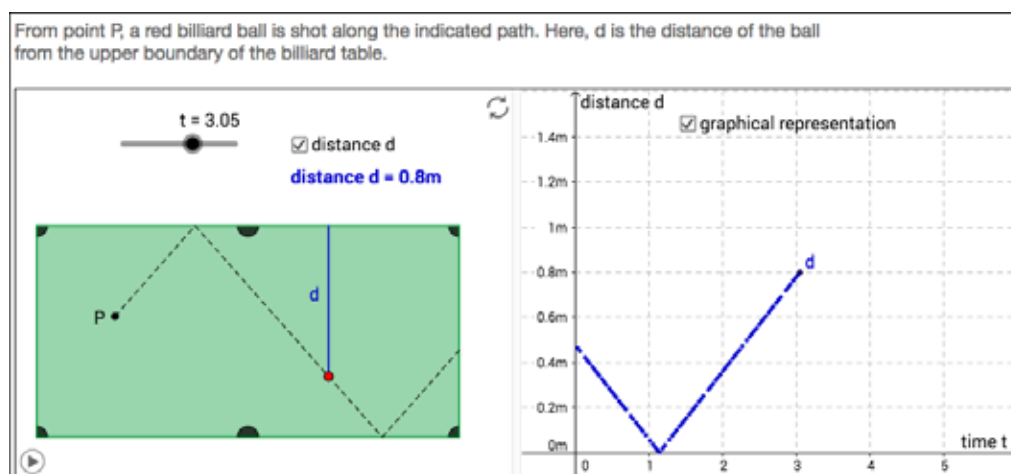 From point P, a red billiard ball is shot along the indicated path. Here, d is the distance of the ball
from the upper boundary of the billiard table.
t = 3.05
distance d
distance d = 0.8m
P
d
distance d
graphical representation
1.4m
1.2m
1m
0.8m
d
0.6m
0.4m
0.2m
0m
time t
0 1 2 3 4 5